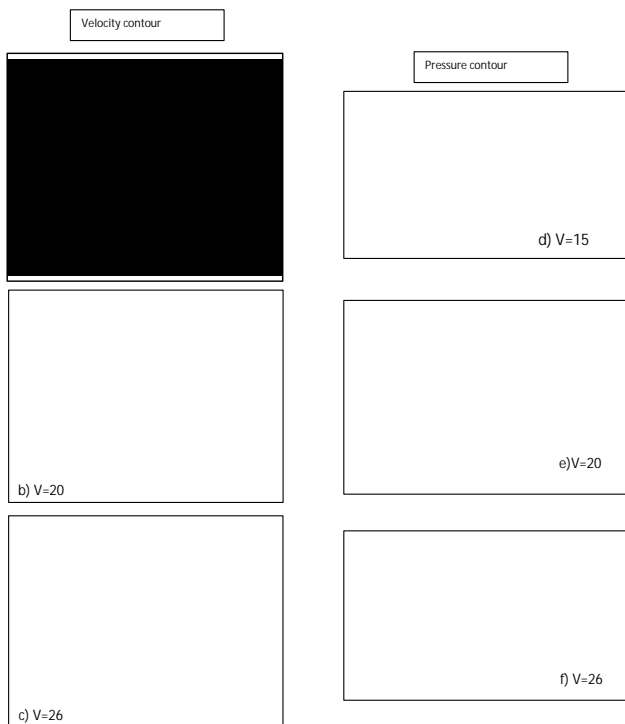 Velocity contour
Pressure contour
d) V=15
b) V=20
e)V=20
c) V=26
f) V=26